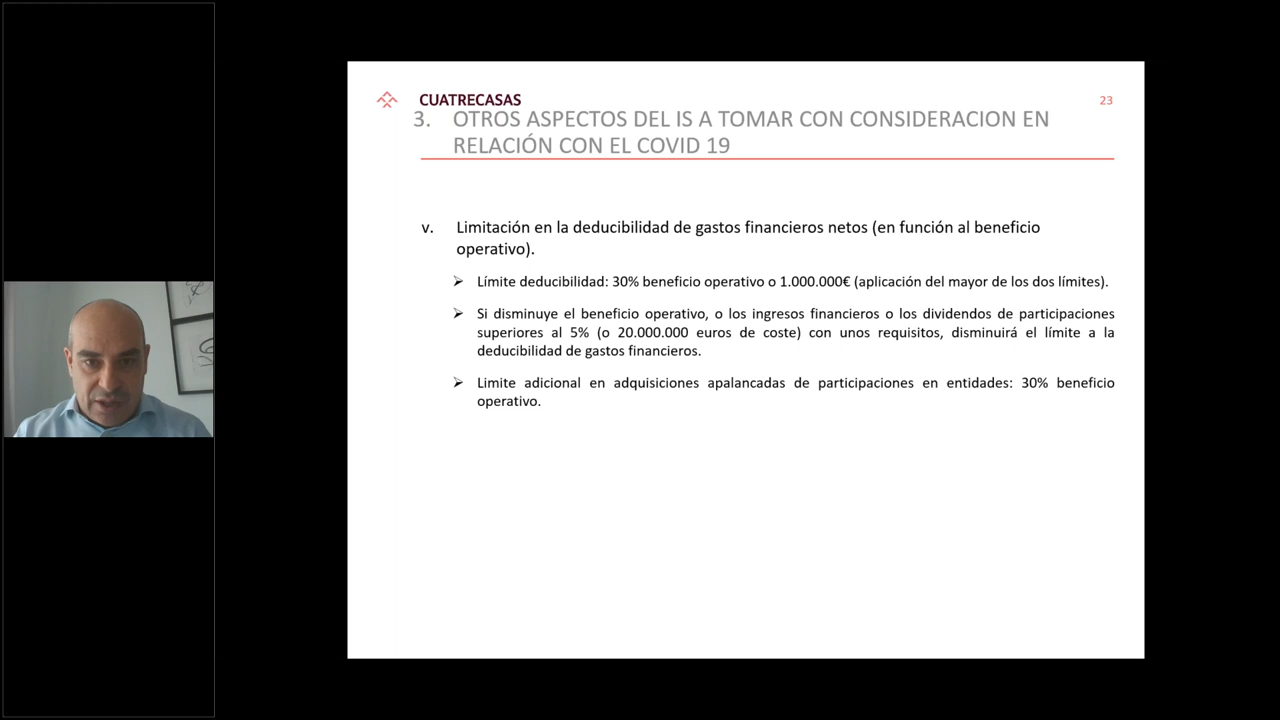 CUATRECASAS
23
3. OTROS ASPECTOS DEL IS A TOMAR CON CONSIDERACION EN
RELACIÓN CON EL COVID 19
v. Limitación en la deducibilidad de gastos financieros netos (en función al beneficio
operativo).
➢ Límite deducibilidad: 30% beneficio operativo o 1.000.000€ (aplicación del mayor de los dos límites).
➢ Si disminuye el beneficio operativo, o los ingresos financieros o los dividendos de participaciones
superiores al 5% (o 20.000.000 euros de coste) con unos requisitos, disminuirá el límite a la
deducibilidad de gastos financieros.
➢ Limite adicional en adquisiciones apalancadas de participaciones en entidades: 30% beneficio
operativo.